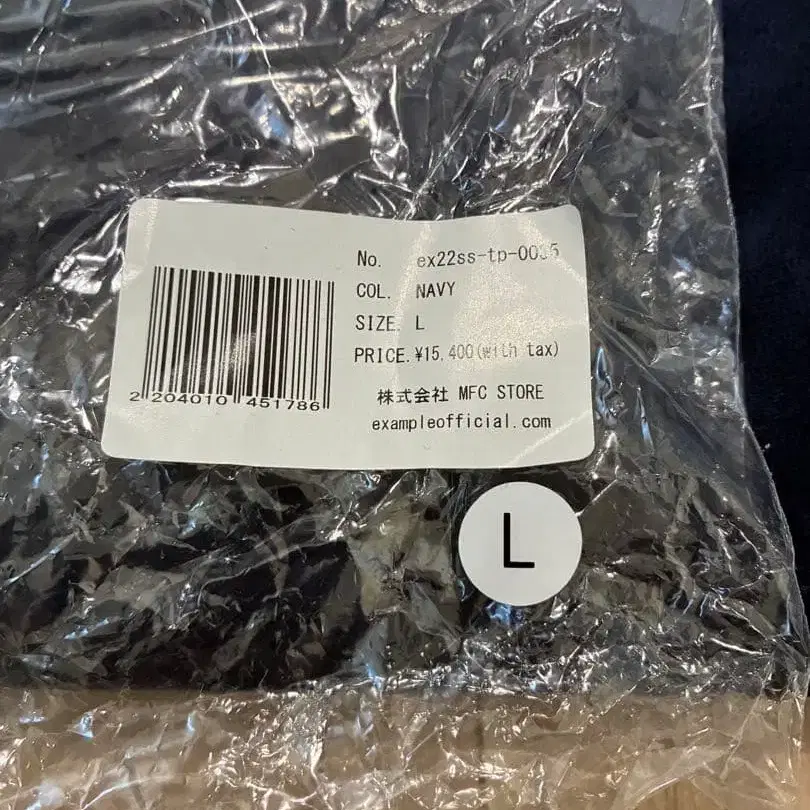 No. 
COL. NAVY
SIZE. L
PRICE.¥15,400(with tax)
株式会社 MFC STORE
exampleofficial.com
2 204010 451786
L